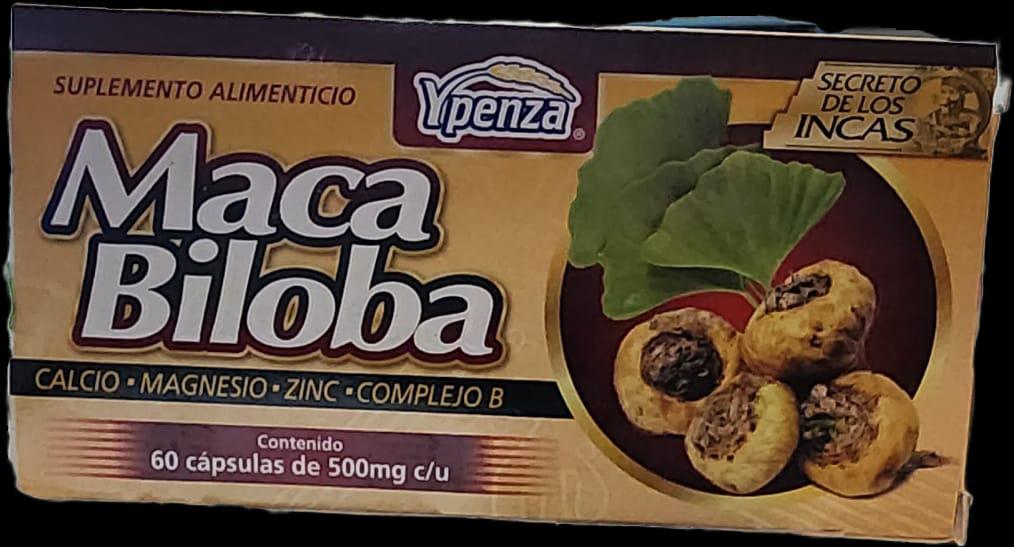 SUPLEMENTO ALIMENTICIO
Ypenza®
SECRETO
DE LOS
INCAS
Maca
Biloba
CALCIO ▪ MAGNESIO ▪ ZINC ▪ COMPLEJO B
Contenido
60 cápsulas de 500mg c/u